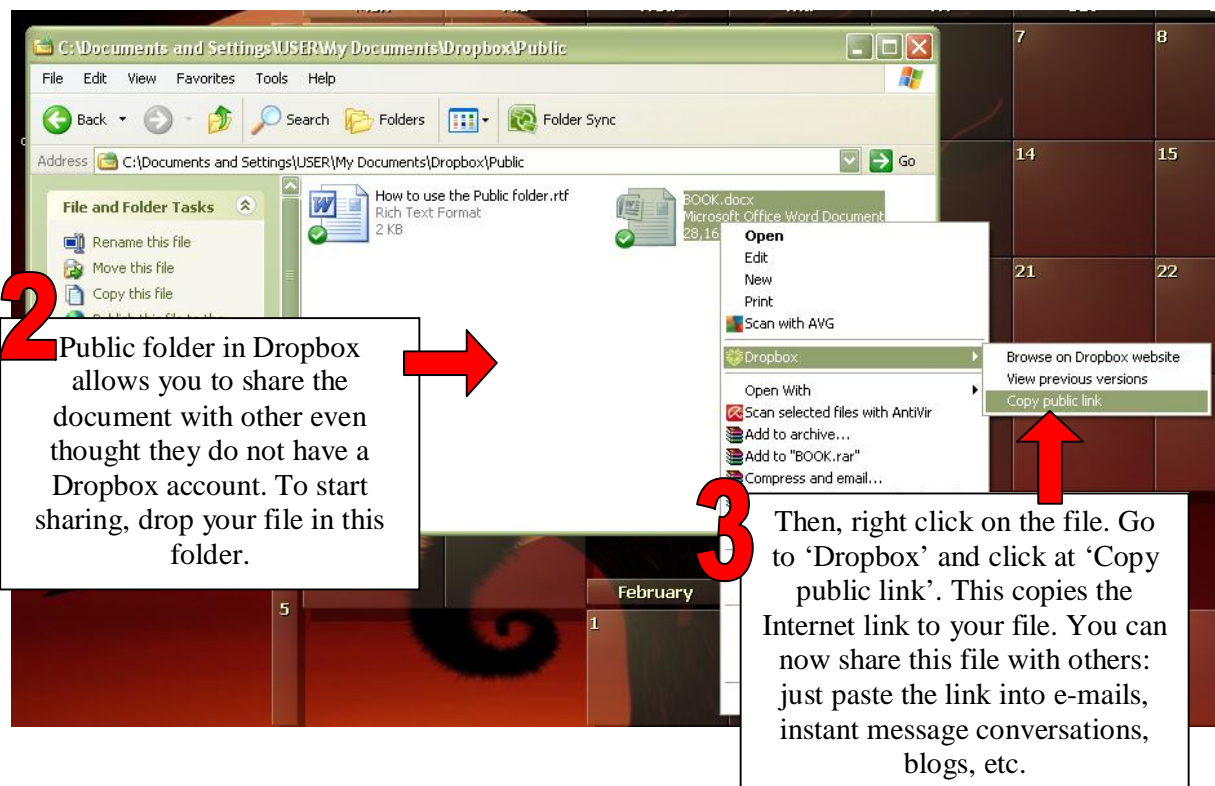 C:\Documents and Settings\USER\My Documents\Dropbox\Public
File Edit View Favorites Tools Help
Back Search Folders Folder Sync
Address C:\Documents and Settings\USER\My Documents\Dropbox\Public Go
File and Folder Tasks
Rename this file
Move this file
Copy this file
How to use the Public folder.rtf
Rich Text Format
2 KB
BOOK.docx
Microsoft Office Word Document
28,16
Open
Edit
New
Print
Scan with AVG
Dropbox
Open With
Scan selected files with AntiVir
Add to archive...
Add to "BOOK.rar"
Compress and email...
Browse on Dropbox website
View previous versions
Copy public link
7
8
14
15
21
22
2
Public folder in Dropbox
allows you to share the
document with other even
thought they do not have a
Dropbox account. To start
sharing, drop your file in this
folder.
3
Then, right click on the file. Go
to ‘Dropbox’ and click at ‘Copy
public link’. This copies the
Internet link to your file. You can
now share this file with others:
just paste the link into e-mails,
instant message conversations,
blogs, etc.
February
5
1